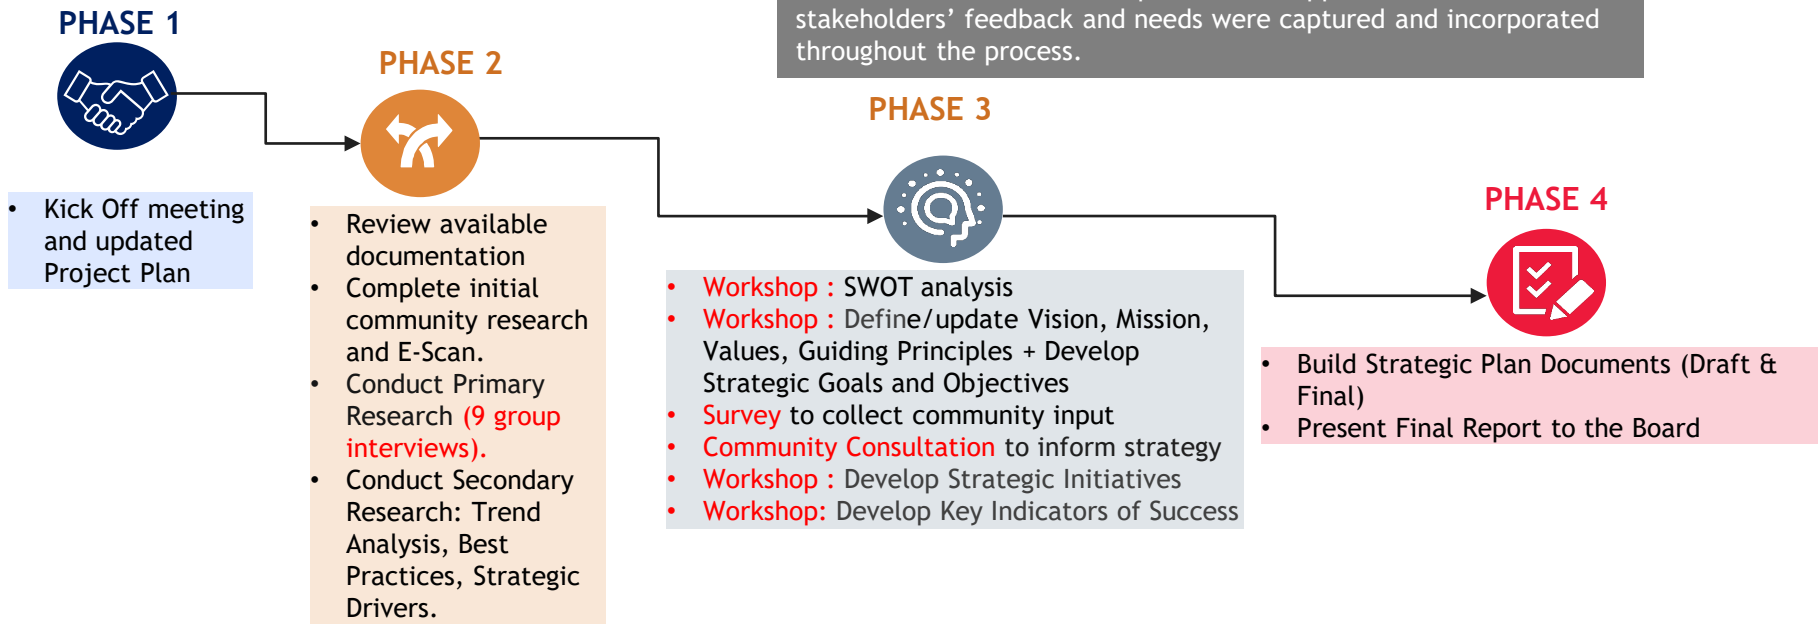 stakeholders’ feedback and needs were captured and incorporated
throughout the process.
PHASE 1
• Kick Off meeting
and updated
Project Plan
PHASE 2
• Review available
documentation
• Complete initial
community research
and E-Scan.
• Conduct Primary
Research (9 group
interviews).
• Conduct Secondary
Research: Trend
Analysis, Best
Practices, Strategic
Drivers.
PHASE 3
• Workshop : SWOT analysis
• Workshop : Define/update Vision, Mission,
Values, Guiding Principles + Develop
Strategic Goals and Objectives
• Survey to collect community input
• Community Consultation to inform strategy
• Workshop : Develop Strategic Initiatives
• Workshop: Develop Key Indicators of Success
PHASE 4
• Build Strategic Plan Documents (Draft &
Final)
• Present Final Report to the Board